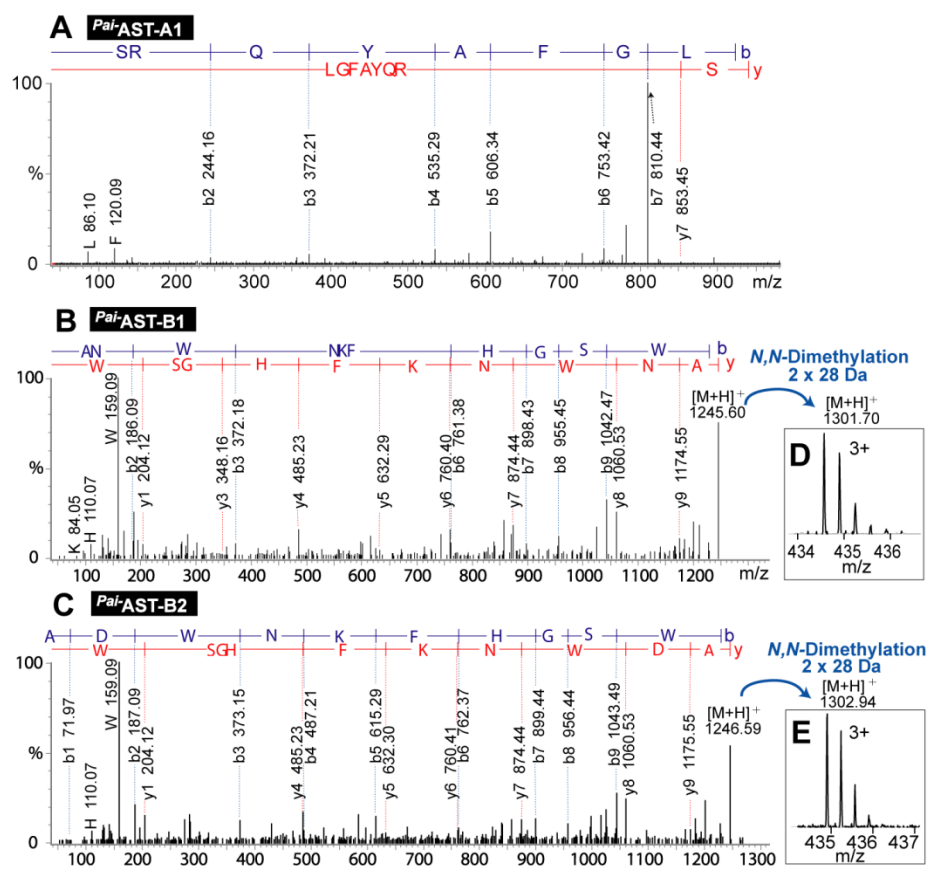 A Pai-AST-A1
SR Q Y A F G L b
LGFAYQR S y
100
%
0
L 86.10
F 120.09
b2 244.16
b3 372.21
b4 535.29
b5 606.34
b6 753.42
b7 810.44
y7 853.45
100 200 300 400 500 600 700 800 900 m/z
B Pai-AST-B1
AN W NKF H G S W b
W SG H F K N W N A y
100
%
0
K 84.05
H 110.07
W 159.09
b2 186.09
y1 204.12
y3 348.16
b3 372.18
y4 485.23
y5 632.29
y6 760.40
b6 761.38
y7 874.44
b7 898.43
b8 955.45
b9 1042.47
y8 1060.53
y9 1174.55
[M+H]+
1245.60
N,N-Dimethylation
2 x 28 Da
[M+H]+
1301.70
100 200 300 400 500 600 700 800 900 1000 1100 1200 m/z
D
3+
434 435 436
m/z
C Pai-AST-B2
A D W N K F H G S W b
W SGH F K N W D A y
100
%
0
b1 71.97
H 110.07
W 159.09
b2 187.09
y1 204.12
b3 373.15
y4 485.23
b4 487.21
b5 615.29
y5 632.30
y6 760.41
b6 762.37
y7 874.44
b7 899.44
b8 956.44
b9 1043.49
y8 1060.53
y9 1175.55
[M+H]+
1246.59
N,N-Dimethylation
2 x 28 Da
[M+H]+
1302.94
100 200 300 400 500 600 700 800 900 1000 1100 1200 1300
m/z
E
3+
435 436 437
m/z